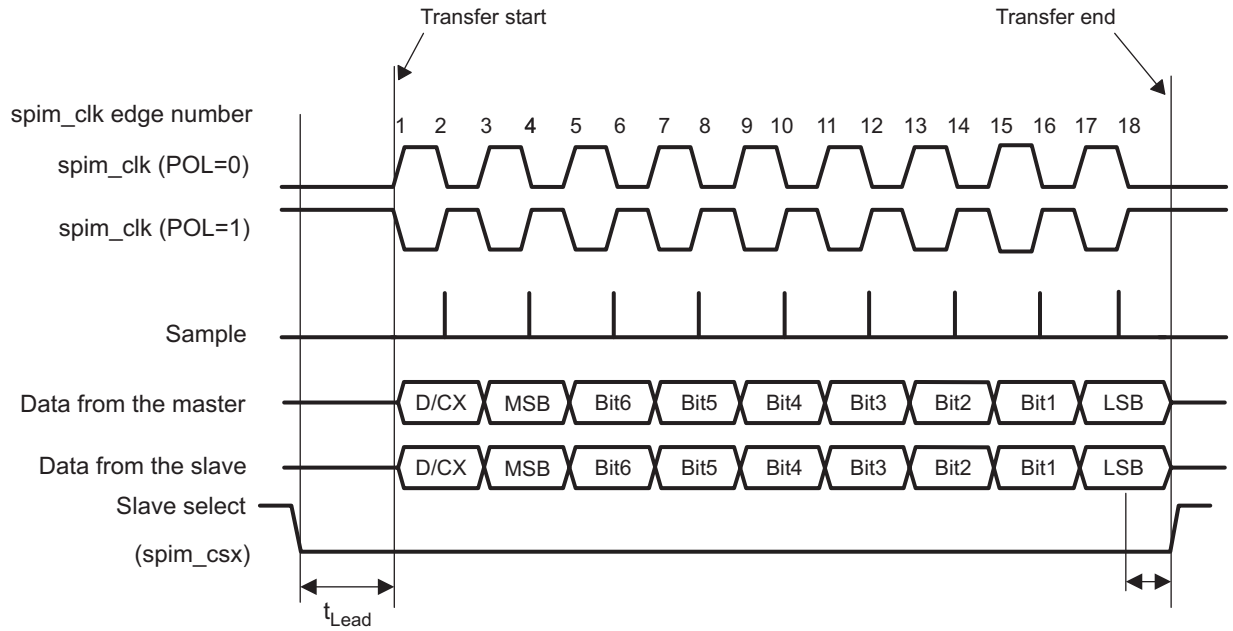 Transfer start
Transfer end
spim_clk edge number
1 2 3 4 5 6 7 8 9 10 11 12 13 14 15 16 17 18
spim_clk (POL=0)
spim_clk (POL=1)
Sample
Data from the master
D/CX MSB Bit6 Bit5 Bit4 Bit3 Bit2 Bit1 LSB
Data from the slave
D/CX MSB Bit6 Bit5 Bit4 Bit3 Bit2 Bit1 LSB
Slave select
(spim_csx)
tLead